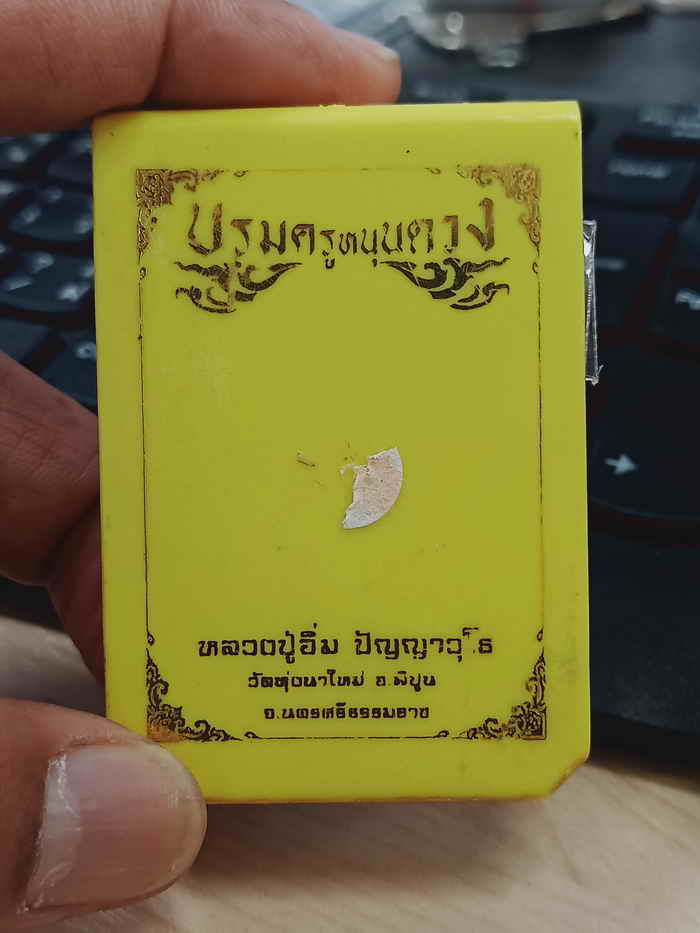 บรมครูหนุนดวง
หลวงปู่อิ่ม ปัญญาวุโธ
วัดทุ่งนาใหม่ อ.พิปูน
จ.นครศรีธรรมราช